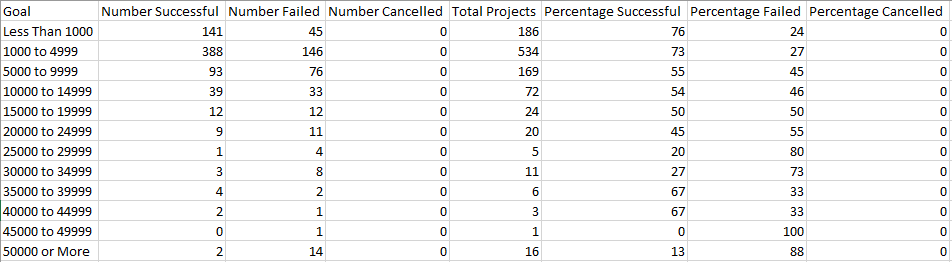 Goal Number Successful Number Failed Number Cancelled Total Projects Percentage Successful Percentage Failed Percentage Cancelled
Less Than 1000 141 45 0 186 76 24 0
1000 to 4999 388 146 0 534 73 27 0
5000 to 9999 93 76 0 169 55 45 0
10000 to 14999 39 33 0 72 54 46 0
15000 to 19999 12 12 0 24 50 50 0
20000 to 24999 9 11 0 20 45 55 0
25000 to 29999 1 4 0 5 20 80 0
30000 to 34999 3 8 0 11 27 73 0
35000 to 39999 4 2 0 6 67 33 0
40000 to 44999 2 1 0 3 67 33 0
45000 to 49999 0 1 0 1 0 100 0
50000 or More 2 14 0 16 13 88 0